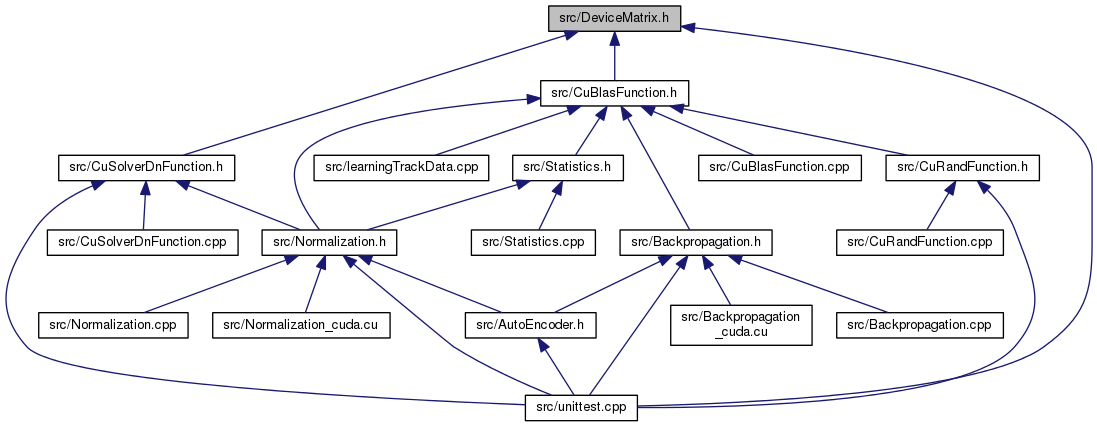 src/DeviceMatrix.h
src/CuBlasFunction.h
src/CuSolverDnFunction.h
src/learningTrackData.cpp
src/Statistics.h
src/CuBlasFunction.cpp
src/CuRandFunction.h
src/CuSolverDnFunction.cpp
src/Normalization.h
src/Statistics.cpp
src/Backpropagation.h
src/CuRandFunction.cpp
src/Normalization.cpp
src/Normalization_cuda.cu
src/AutoEncoder.h
src/Backpropagation
_cuda.cu
src/Backpropagation.cpp
src/unittest.cpp